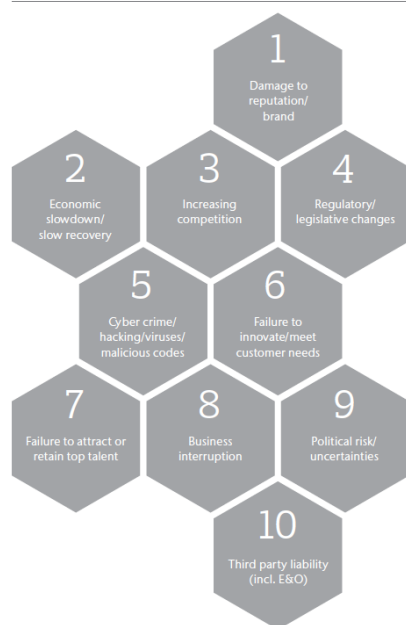 1
Damage to
reputation/
brand
2
Economic
slowdown/
slow recovery
3
Increasing
competition
4
Regulatory/
legislative changes
5
Cyber crime/
hacking/viruses/
malicious codes
6
Failure to
innovate/meet
customer needs
7
Failure to attract or
retain top talent
8
Business
interruption
9
Political risk/
uncertainties
10
Third party liability
(incl. E&O)